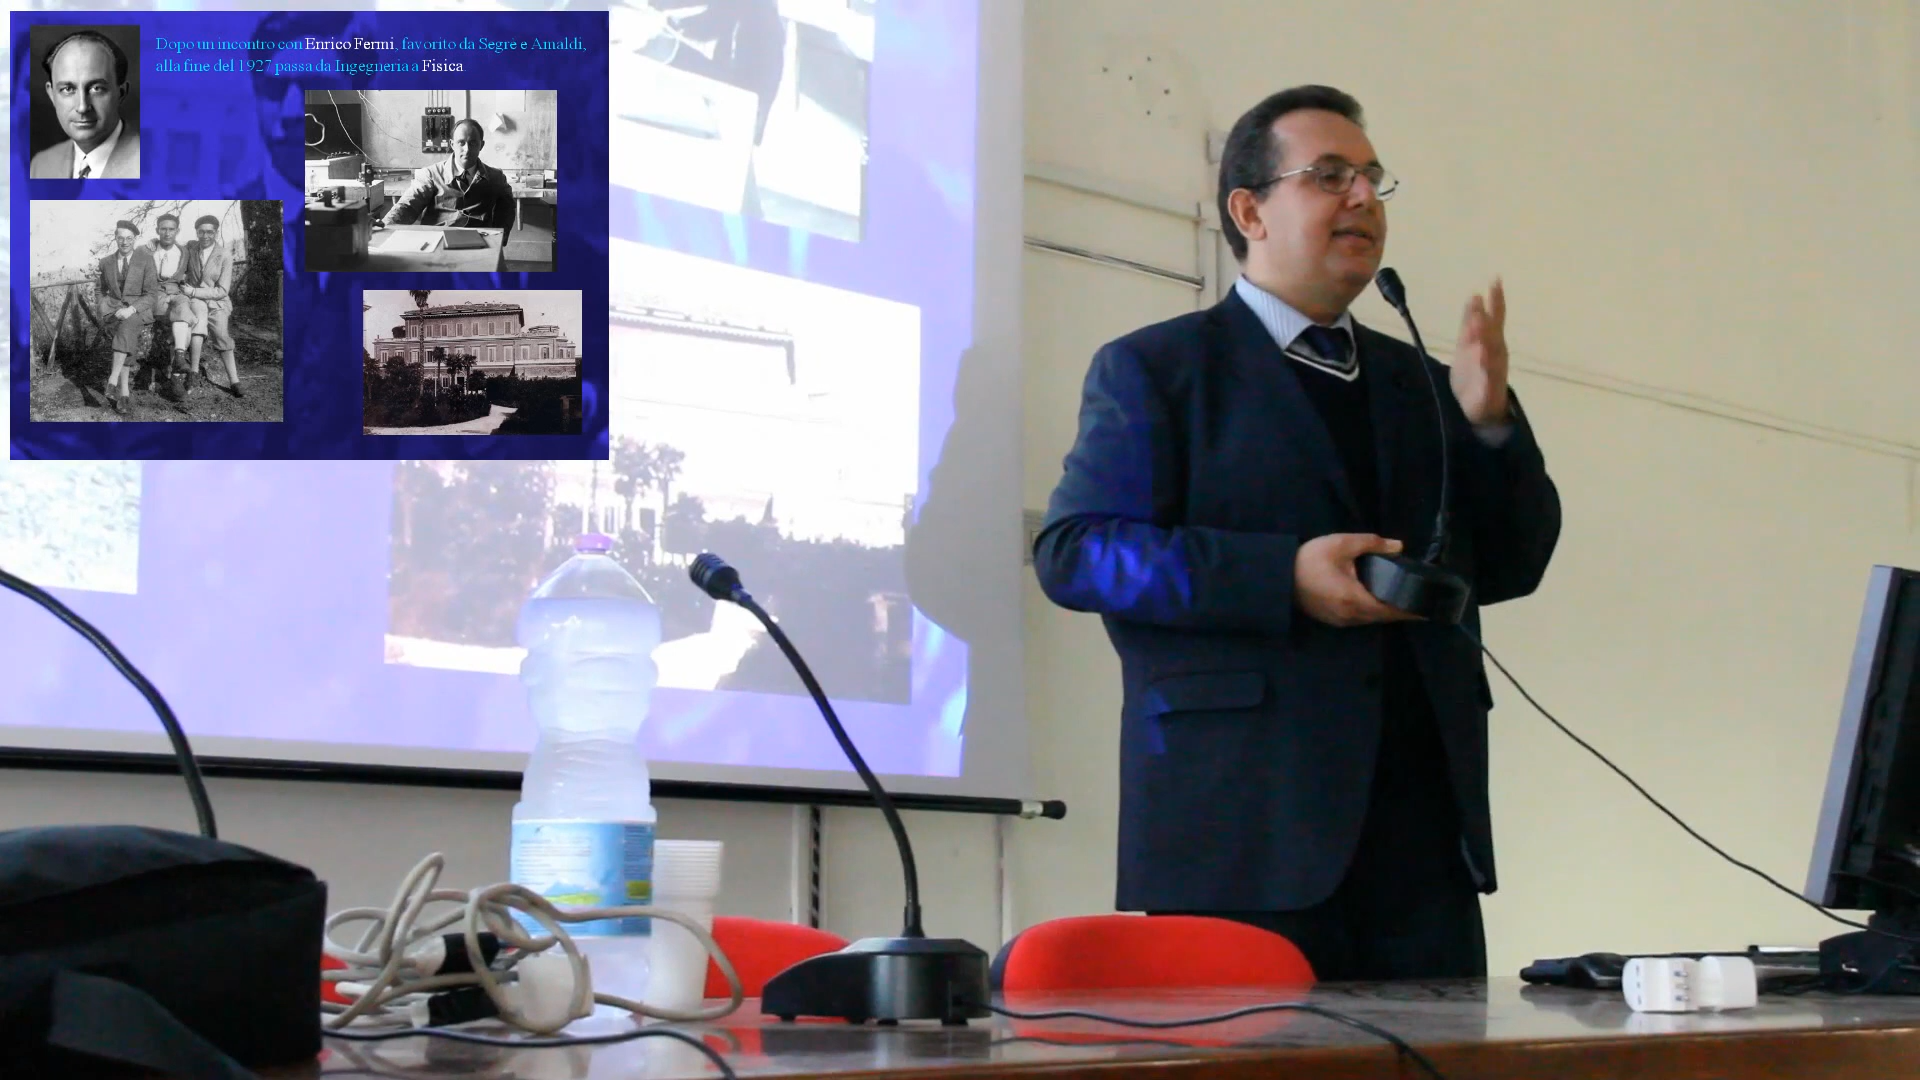 Dopo un incontro con Enrico Fermi, favorito da Segrè e Amaldi,
alla fine del 1927 passa da Ingegneria a Fisica.